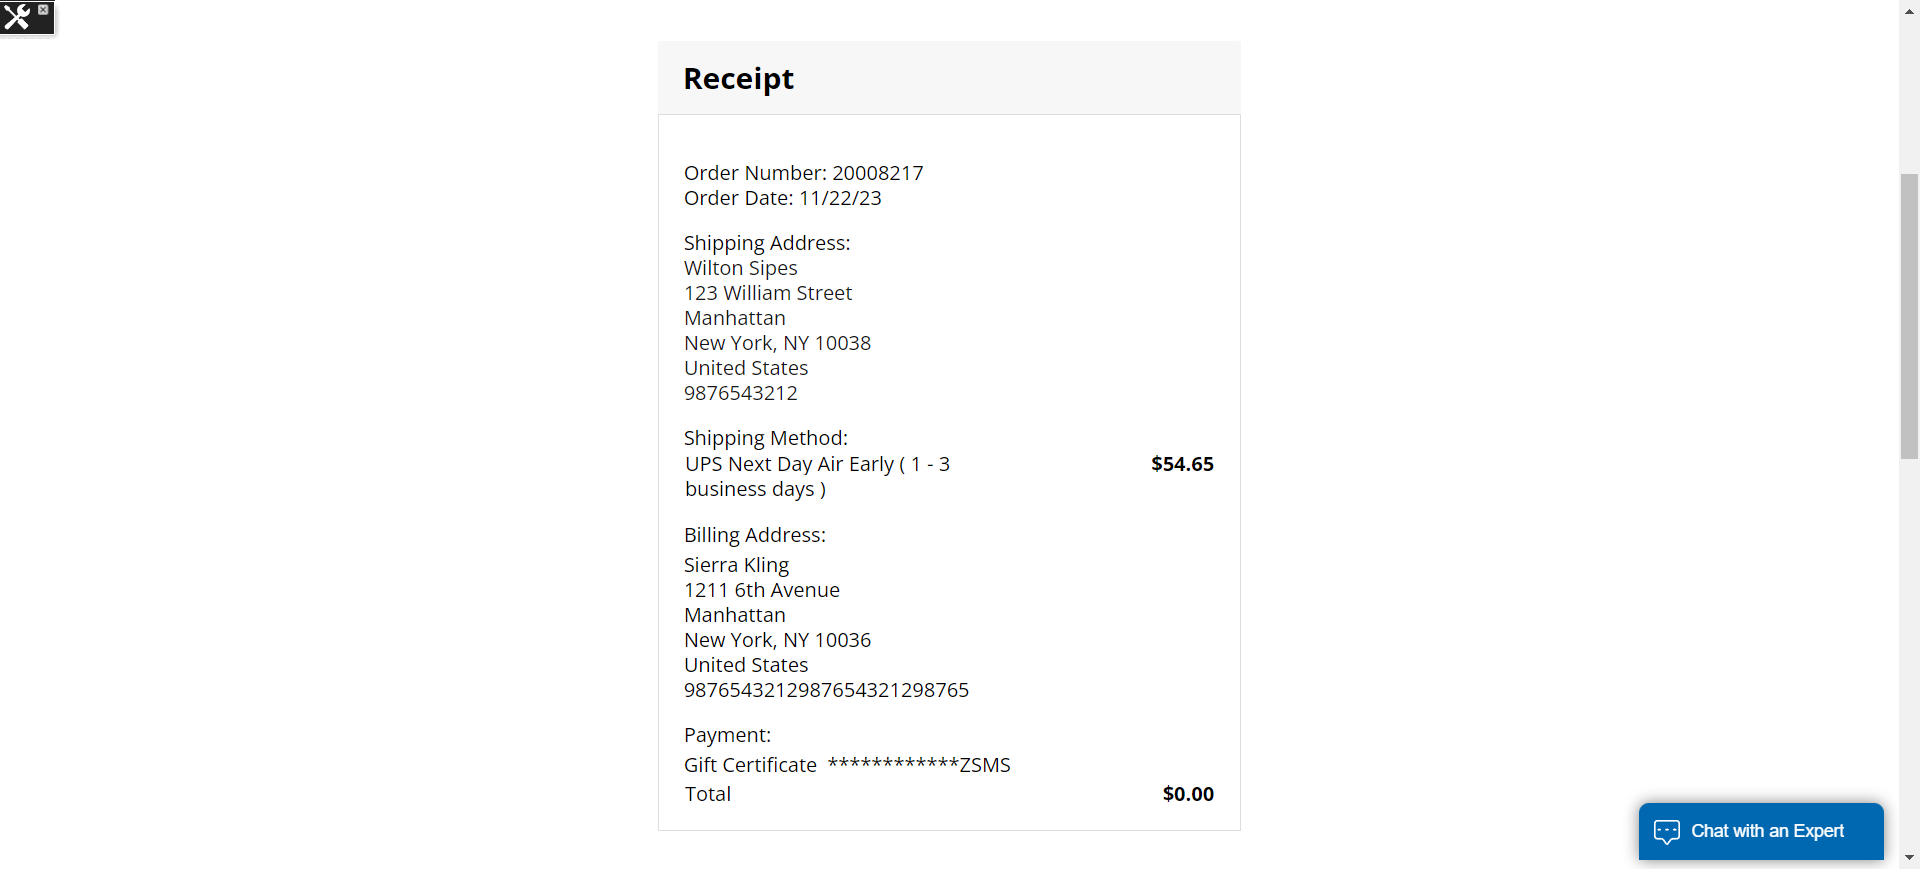 Receipt
Order Number: 20008217
Order Date: 11/22/23
Shipping Address:
Wilton Sipes
123 William Street
Manhattan
New York, NY 10038
United States
9876543212
Shipping Method:
UPS Next Day Air Early ( 1 - 3 $54.65
business days )
Billing Address:
Sierra Kling
1211 6th Avenue
Manhattan
New York, NY 10036
United States
9876543212987654321298765
Payment:
Gift Certificate ************ZSMS
Total $0.00
Chat with an Expert